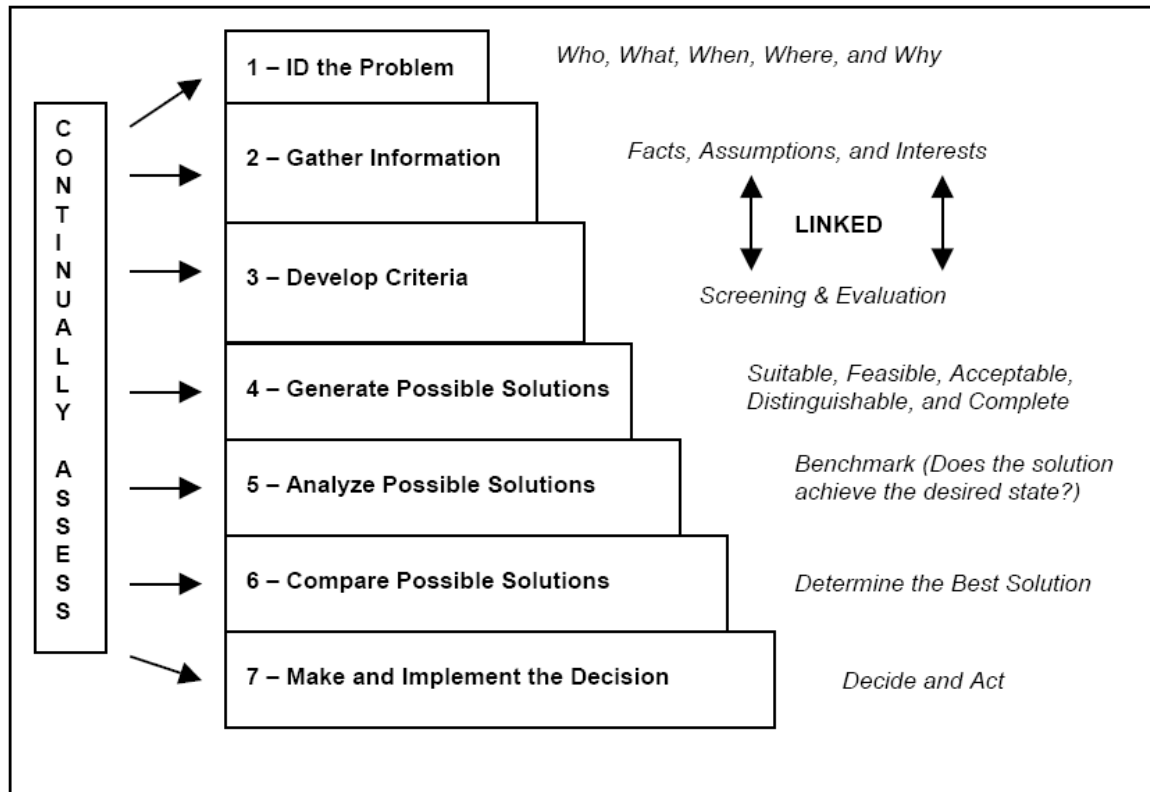 CONTINUALLY ASSESS
1 – ID the Problem
Who, What, When, Where, and Why
2 – Gather Information
Facts, Assumptions, and Interests
LINKED
3 – Develop Criteria
Screening & Evaluation
4 – Generate Possible Solutions
Suitable, Feasible, Acceptable,
Distinguishable, and Complete
5 – Analyze Possible Solutions
Benchmark (Does the solution
achieve the desired state?)
6 – Compare Possible Solutions
Determine the Best Solution
7 – Make and Implement the Decision
Decide and Act